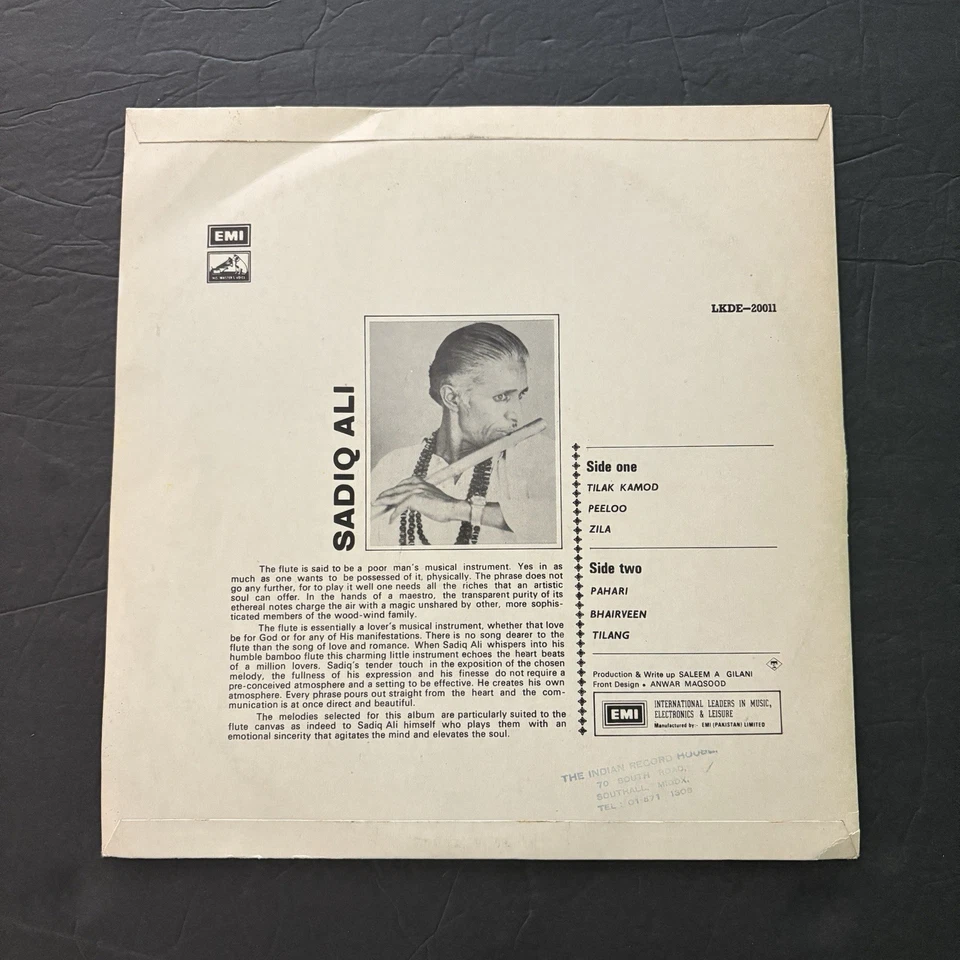 EMI
HIS MASTER'S VOICE
LKDE—20011
SADIQ ALI
The flute is said to be a poor man's musical instrument. Yes in as
much as one wants to be possessed of it, physically. The phrase does not
go any further, for to play it well one needs all the riches that an artistic
soul can offer. In the hands of a maestro, the transparent purity of its
ethereal notes charge the air with a magic unshared by other, more sophis-
ticated members of the wood-wind family.
The flute is essentially a lover's musical instrument, whether that love
be for God or for any of His manifestations. There is no song dearer to the
flute than the song of love and romance. When Sadiq Ali whispers into his
humble bamboo flute this charming little instrument echoes the heart beats
of a million lovers. Sadiq's tender touch in the exposition of the chosen
melody, the fullness of his expression and his finesse do not require a
pre-conceived atmosphere and a setting to be effective. He creates his own
atmosphere. Every phrase pours out straight from the heart and the com-
munication is at once direct and beautiful.
The melodies selected for this album are particularly suited to the
flute canvas as indeed to Sadiq Ali himself who plays them with an
emotional sincerity that agitates the mind and elevates the soul.
Side one
TILAK KAMOD
PEELOO
ZILA
Side two
PAHARI
BHAIRVEEN
TILANG
Production & Write up SALEEM A GILANI
Front Design • ANWAR MAQSOOD
EMI
INTERNATIONAL LEADERS IN MUSIC,
ELECTRONICS & LEISURE
Manufactured by:- EMI (PAKISTAN) LIMITED
THE INDIAN RECORD HOUSE
70 SOUTH ROAD,
SOUTHALL, MIDDX.
TEL: 01-571